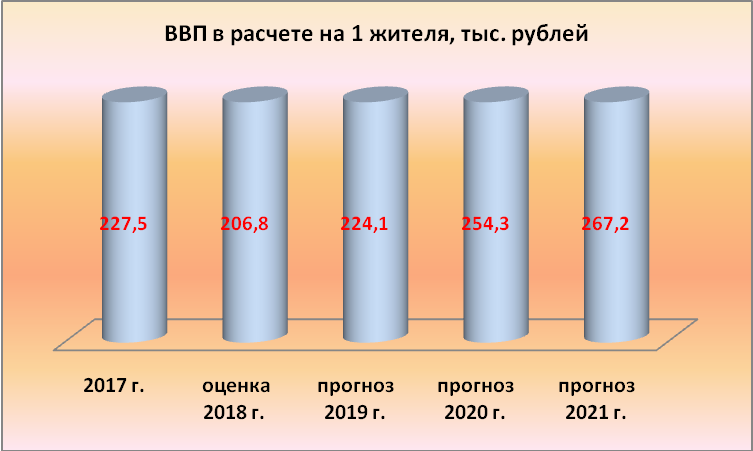 ВВП в расчете на 1 жителя, тыс. рублей
227,5 206,8 224,1 254,3 267,2
2017 г. оценка прогноз прогноз прогноз
2018 г. 2019 г. 2020 г. 2021 г.